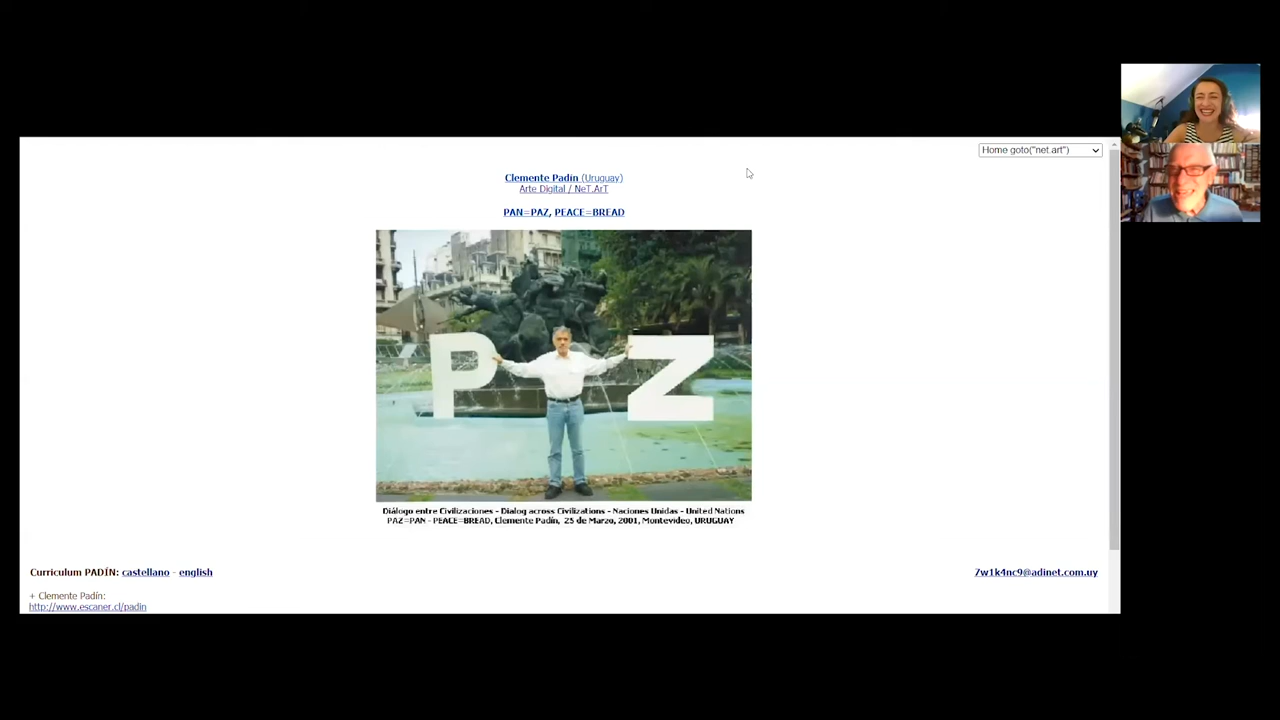 Home goto("net.art")
Clemente Padín (Uruguay)
Arte Digital / NeT.ArT
PAN=PAZ, PEACE=BREAD
P Z
Diálogo entre Civilizaciones - Dialog across Civilizations - Naciones Unidas - United Nations
PAZ=PAN - PEACE=BREAD, Clemente Padín, 25 de Marzo, 2001, Montevideo, URUGUAY
Curriculum PADÍN: castellano - english
7w1k4nc9@adinet.com.uy
+ Clemente Padín:
http://www.escaner.cl/padin